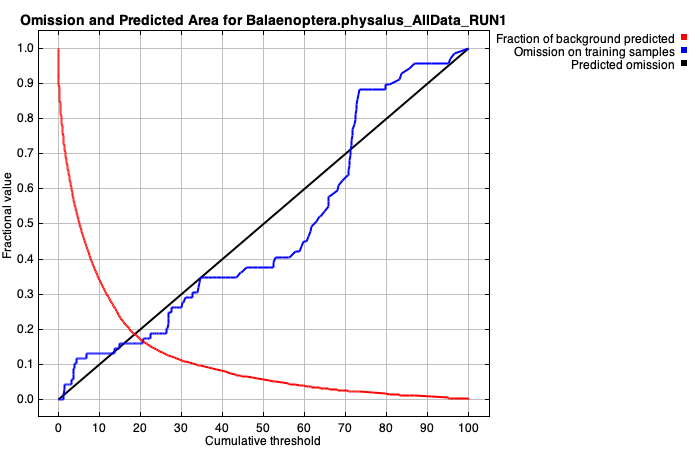 Omission and Predicted Area for Balaenoptera.physalus_AllData_RUN1
Fraction of background predicted
Omission on training samples
Predicted omission
1.0
0.9
0.8
0.7
0.6
0.5
0.4
0.3
0.2
0.1
0.0
Fractional value
0 10 20 30 40 50 60 70 80 90 100
Cumulative threshold